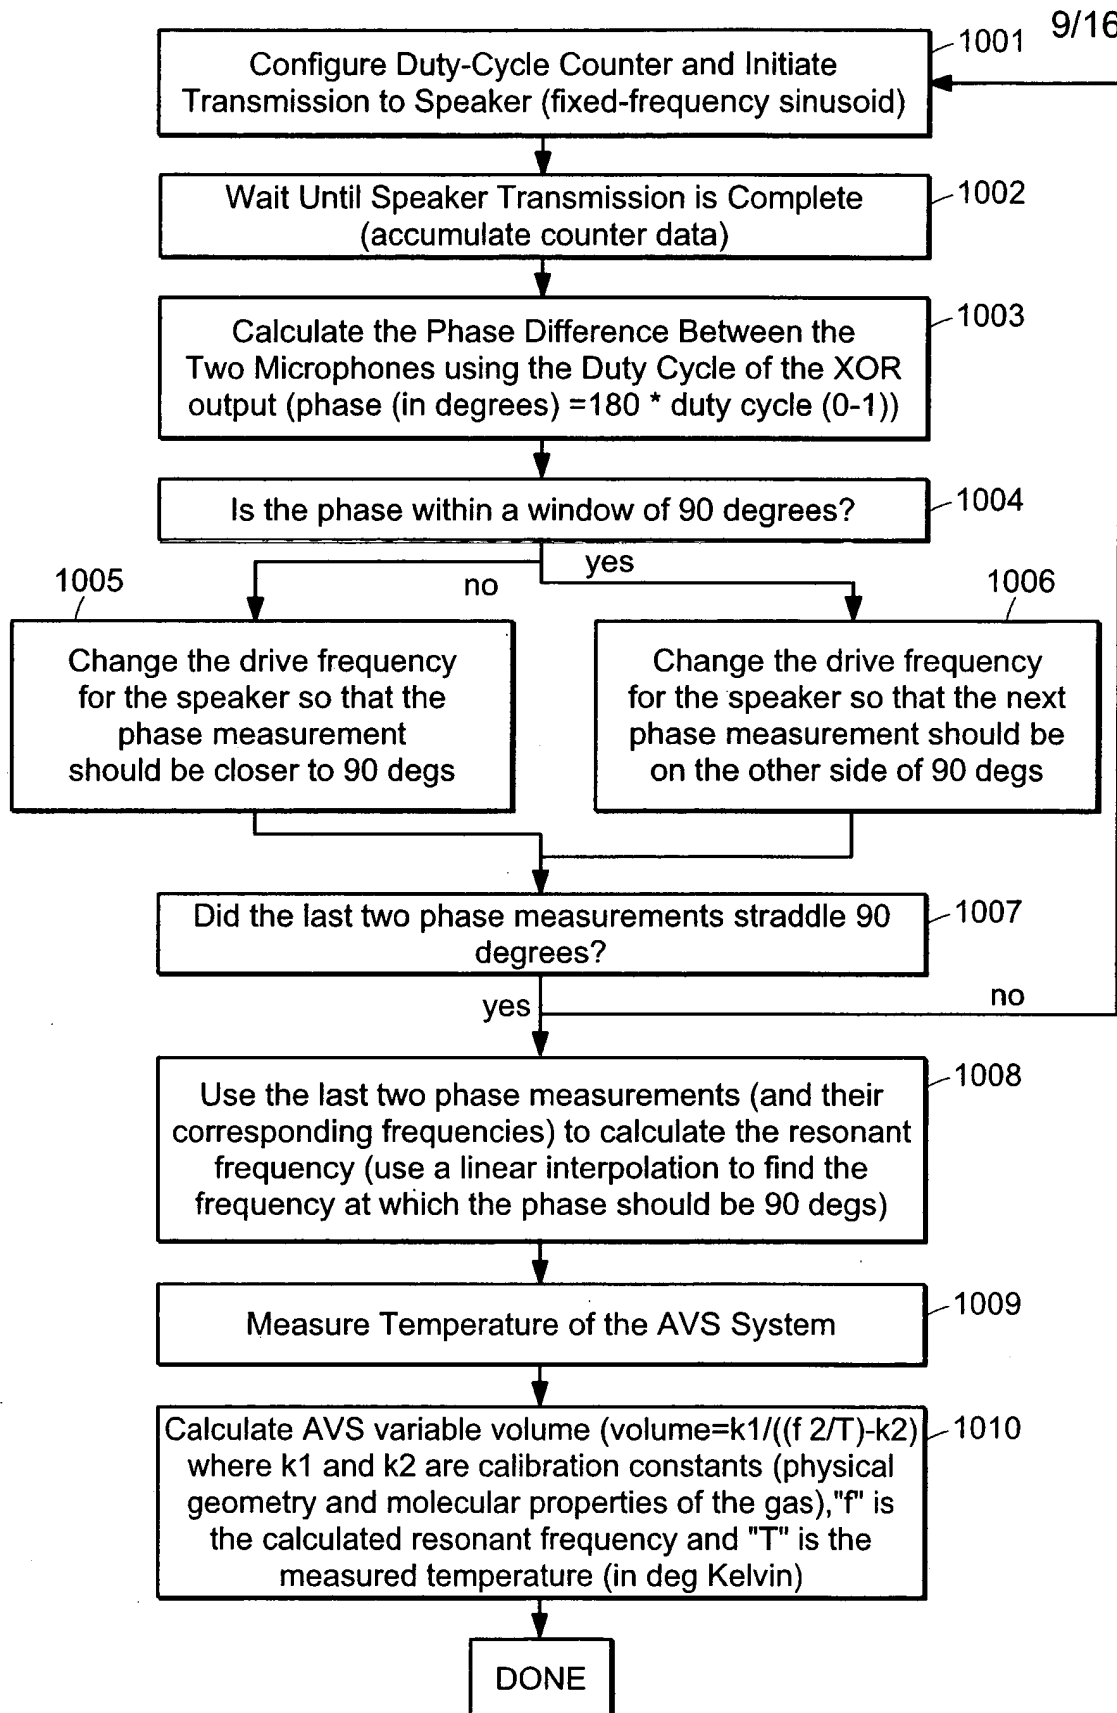 9/16
1001
Configure Duty-Cycle Counter and Initiate
Transmission to Speaker (fixed-frequency sinusoid)
1002
Wait Until Speaker Transmission is Complete
(accumulate counter data)
1003
Calculate the Phase Difference Between the
Two Microphones using the Duty Cycle of the XOR
output (phase (in degrees) =180 * duty cycle (0-1))
1004
Is the phase within a window of 90 degrees?
no
yes
1005
Change the drive frequency
for the speaker so that the
phase measurement
should be closer to 90 degs
1006
Change the drive frequency
for the speaker so that the next
phase measurement should be
on the other side of 90 degs
1007
Did the last two phase measurements straddle 90
degrees?
yes
no
1008
Use the last two phase measurements (and their
corresponding frequencies) to calculate the resonant
frequency (use a linear interpolation to find the
frequency at which the phase should be 90 degs)
1009
Measure Temperature of the AVS System
1010
Calculate AVS variable volume (volume=k1/((f 2/T)-k2)
where k1 and k2 are calibration constants (physical
geometry and molecular properties of the gas),"f" is
the calculated resonant frequency and "T" is the
measured temperature (in deg Kelvin)
DONE